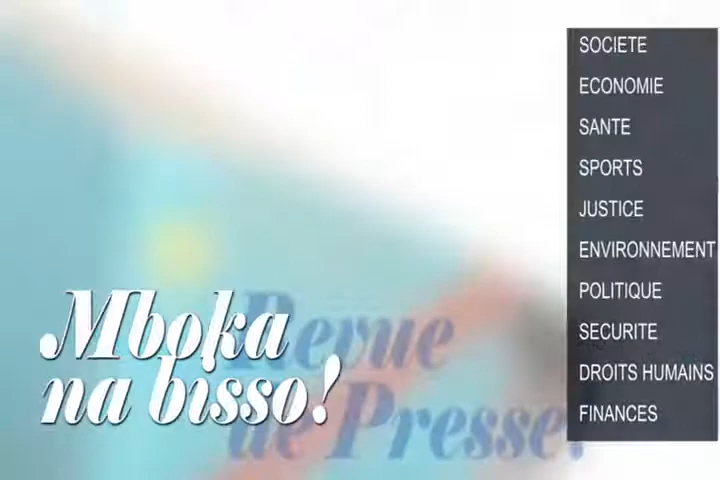 Mboka
na bisso!
Revue
de Presse!
SOCIETE
ECONOMIE
SANTE
SPORTS
JUSTICE
ENVIRONNEMENT
POLITIQUE
SECURITE
DROITS HUMAINS
FINANCES